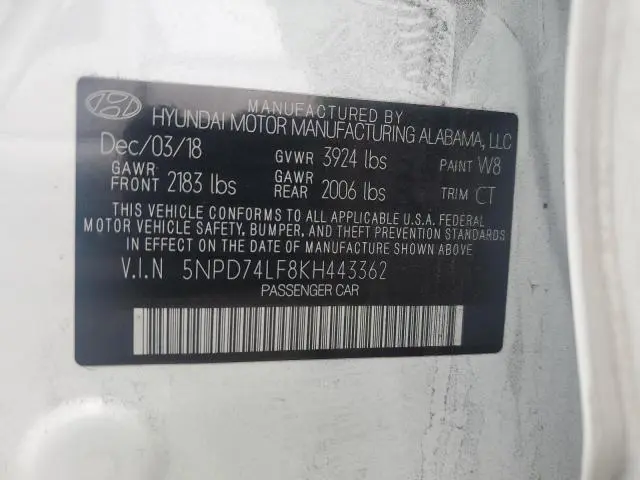 MANUFACTURED BY
HYUNDAI MOTOR MANUFACTURING ALABAMA, LLC
Dec/03/18 GVWR 3924 lbs PAINT W8
GAWR FRONT 2183 lbs GAWR REAR 2006 lbs TRIM CT
THIS VEHICLE CONFORMS TO ALL APPLICABLE U.S.A. FEDERAL
MOTOR VEHICLE SAFETY, BUMPER, AND THEFT PREVENTION STANDARDS
IN EFFECT ON THE DATE OF MANUFACTURE SHOWN ABOVE.
V.I.N 5NPD74LF8KH443362
PASSENGER CAR